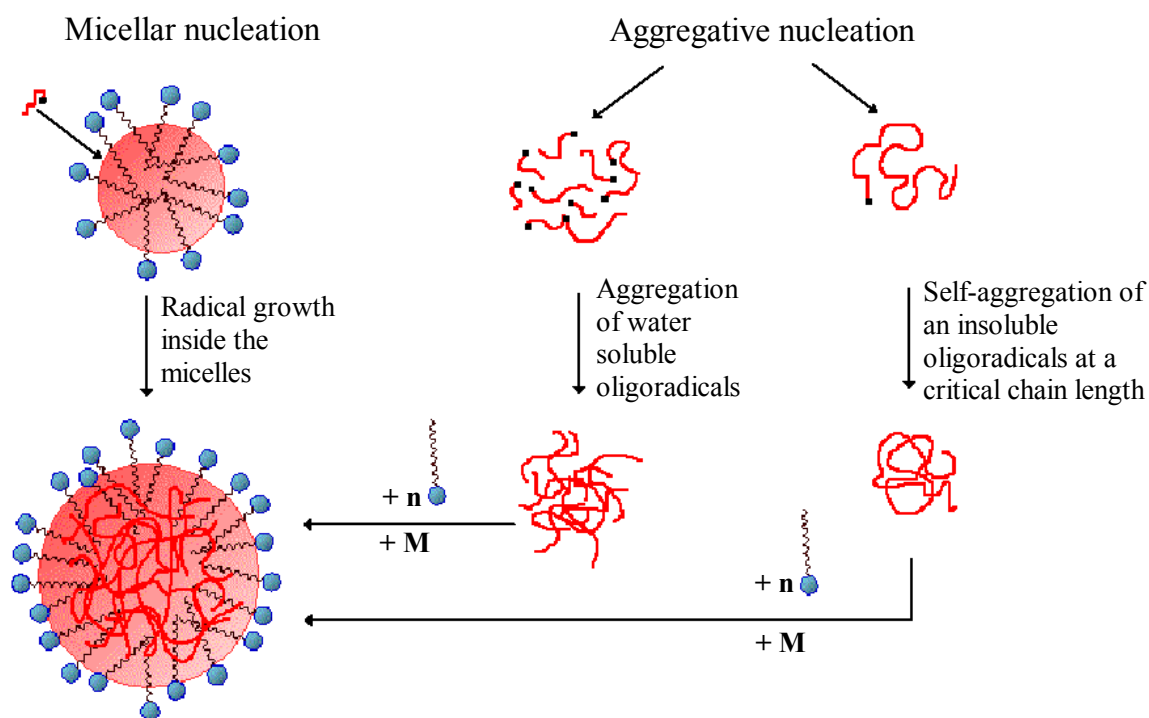 Micellar nucleation
Aggregative nucleation
Radical growth
inside the
micelles
Aggregation
of water
soluble
oligoradicals
Self-aggregation of
an insoluble
oligoradicals at a
critical chain length
+ n
+ M
+ n
+ M